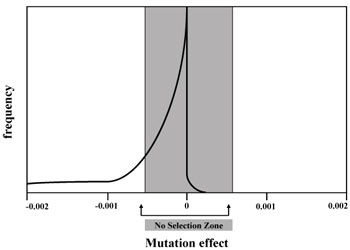 frequency
-0.002 -0.001 0 0.001 0.002
No Selection Zone
Mutation effect